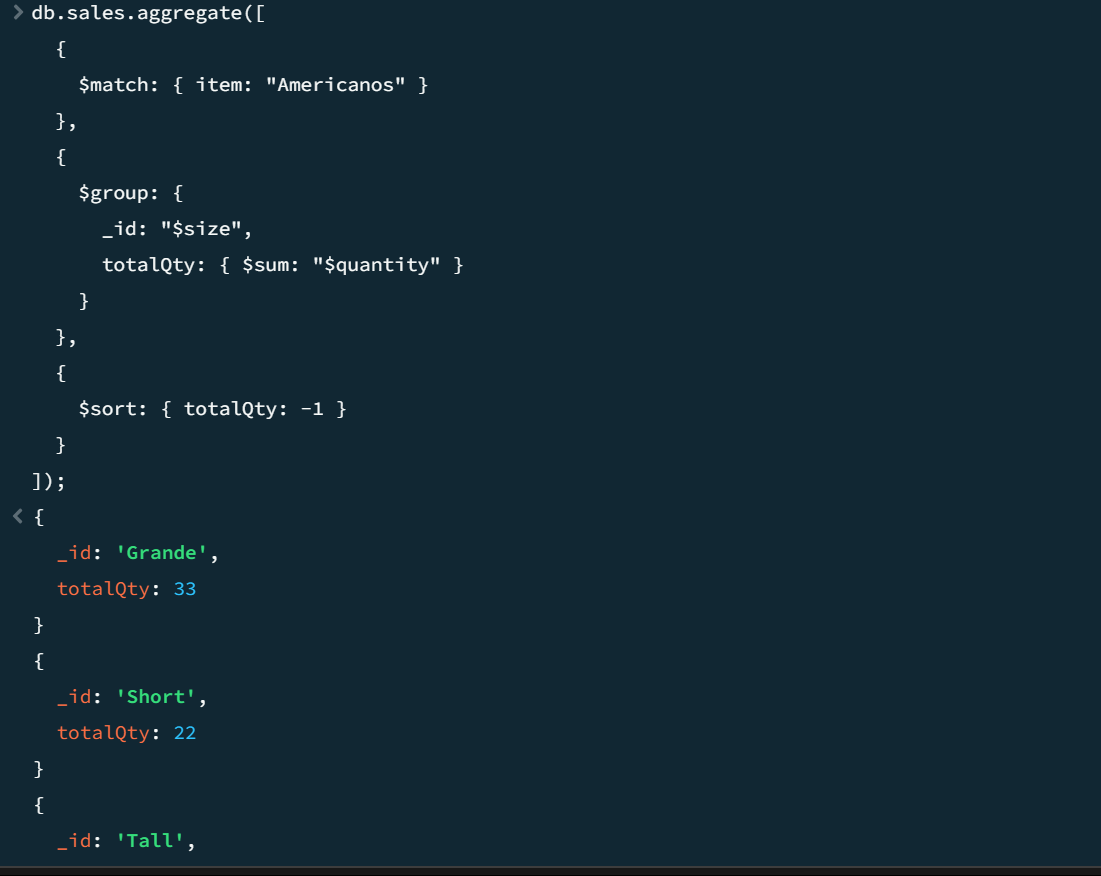 > db.sales.aggregate([
    {
      $match: { item: "Americanos" }
    },
    {
      $group: {
        _id: "$size",
        totalQty: { $sum: "$quantity" }
      }
    },
    {
      $sort: { totalQty: -1 }
    }
  ]);
< {
    _id: 'Grande',
    totalQty: 33
  }
  {
    _id: 'Short',
    totalQty: 22
  }
  {
    _id: 'Tall',